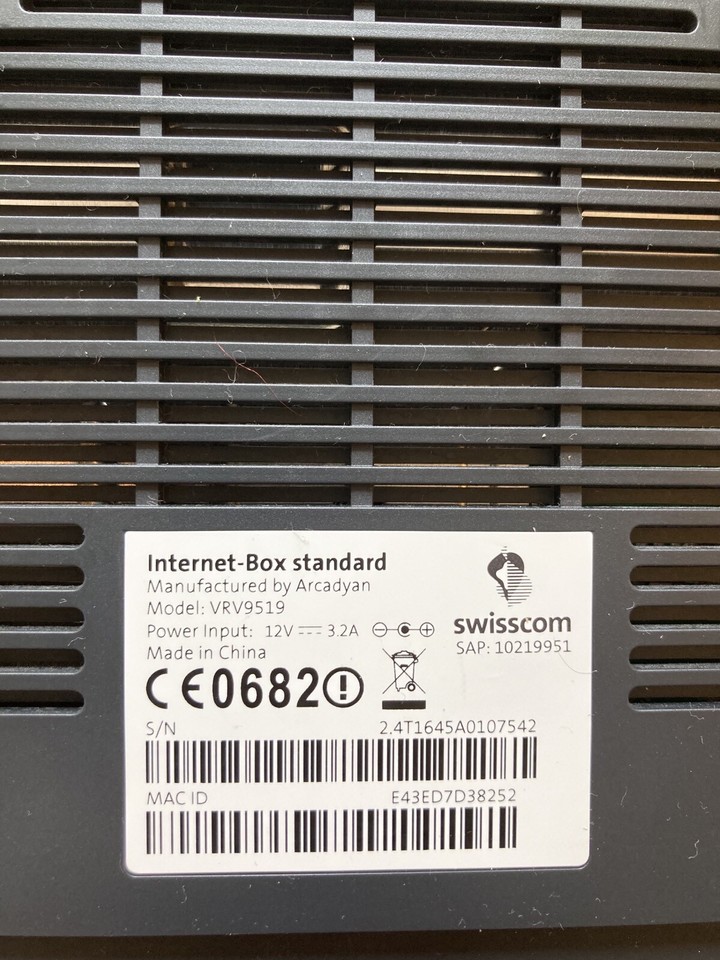 Internet-Box standard
Manufactured by Arcadyan
Model: VRV9519
Power Input: 12V 3.2A
Made in China
swisscom
SAP: 10219951
CE0682
S/N 2.4T1645A0107542
MAC ID E43ED7D38252